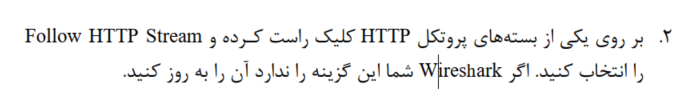 ۲. بر روی یکی از بسته‌های پروتکل HTTP کلیک راست کرده و Follow HTTP Stream
را انتخاب کنید. اگر Wireshark شما این گزینه را ندارد آن را به روز کنید.